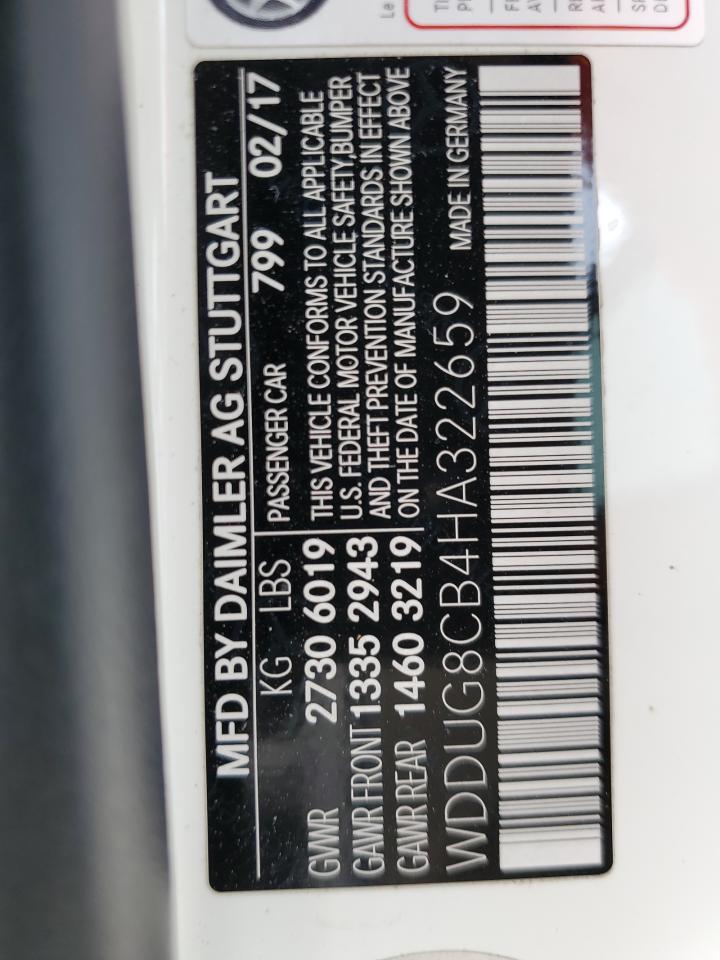 MFD BY DAIMLER AG STUTTGART
KG LBS PASSENGER CAR 799 02/17
GVWR 2730 6019 THIS VEHICLE CONFORMS TO ALL APPLICABLE
U.S. FEDERAL MOTOR VEHICLE SAFETY,BUMPER
GAWR FRONT 1335 2943 AND THEFT PREVENTION STANDARDS IN EFFECT
GAWR REAR 1460 3219 ON THE DATE OF MANUFACTURE SHOWN ABOVE
WDDUG8CB4HA322659 MADE IN GERMANY
Le